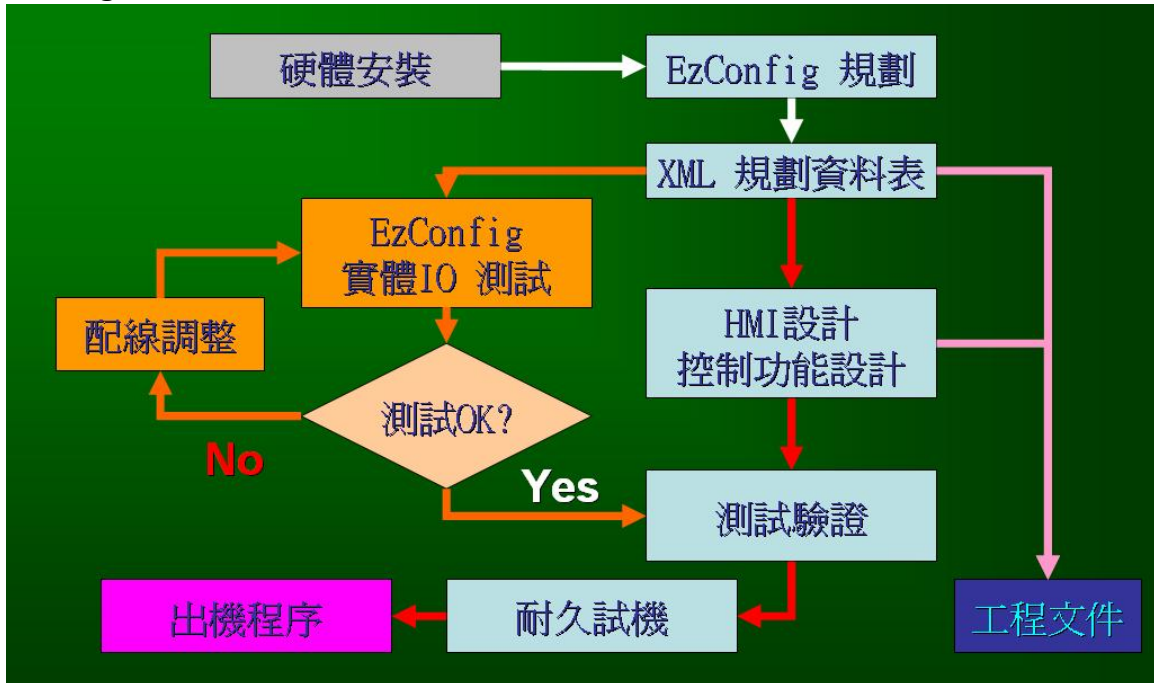 硬體安裝
EzConfig 規劃
XML 規劃資料表
EzConfig
實體IO 測試
配線調整
HMI設計
控制功能設計
測試OK?
No
Yes
測試驗證
出機程序
耐久試機
工程文件